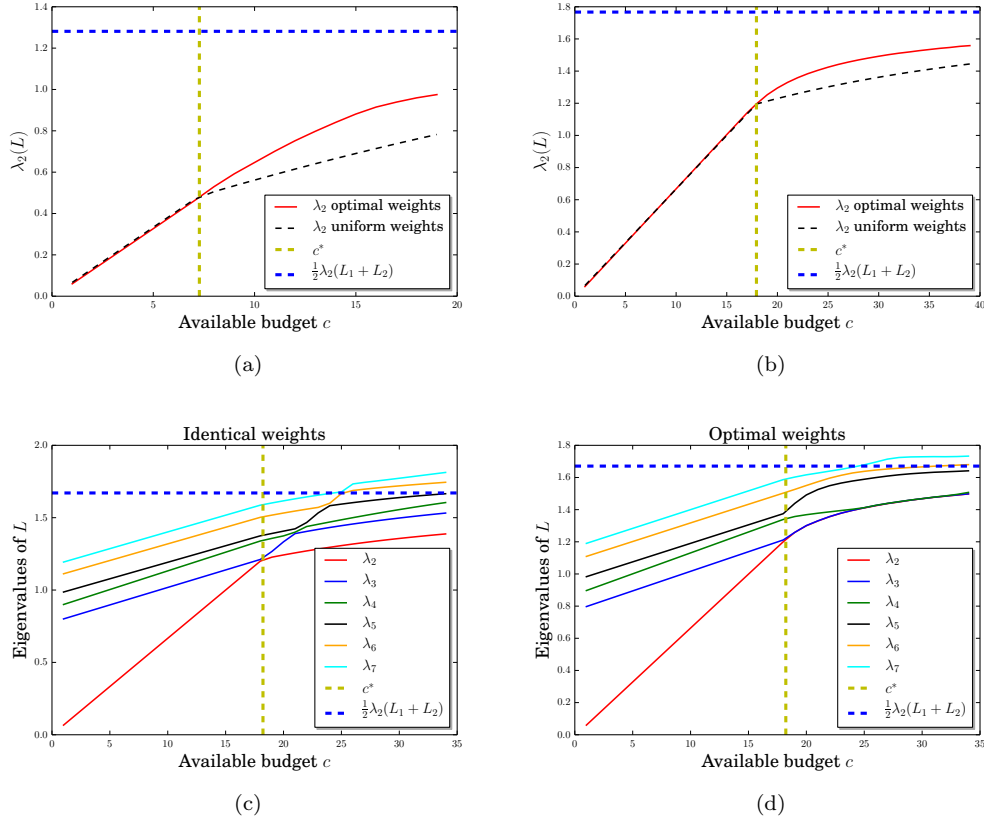 1.4
1.2
1.0
0.8
0.6
0.4
0.2
0.0
λ₂(L)
λ₂ optimal weights
λ₂ uniform weights
c*
½λ₂(L₁ + L₂)
0 5 10 15 20
Available budget c
(a)
1.8
1.6
1.4
1.2
1.0
0.8
0.6
0.4
0.2
0.0
λ₂(L)
λ₂ optimal weights
λ₂ uniform weights
c*
½λ₂(L₁ + L₂)
0 5 10 15 20 25 30 35 40
Available budget c
(b)
Identical weights
2.0
1.5
1.0
0.5
0.0
Eigenvalues of L
λ₂
λ₃
λ₄
λ₅
λ₆
λ₇
c*
½λ₂(L₁ + L₂)
0 5 10 15 20 25 30 35
Available budget c
(c)
Optimal weights
1.8
1.6
1.4
1.2
1.0
0.8
0.6
0.4
0.2
0.0
Eigenvalues of L
λ₂
λ₃
λ₄
λ₅
λ₆
λ₇
c*
½λ₂(L₁ + L₂)
0 5 10 15 20 25 30 35
Available budget c
(d)